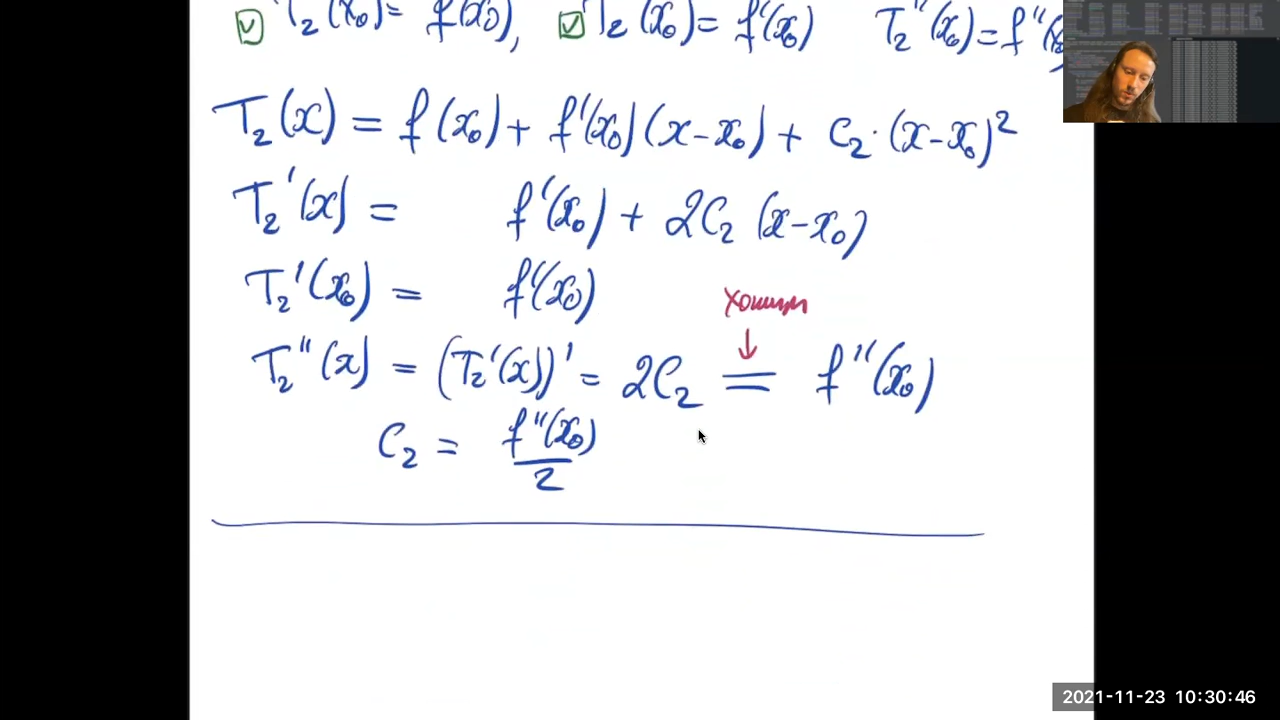 T₂(x₀) = f(x₀), T₂'(x₀) = f'(x₀) T₂''(x₀) = f''(x₀
T₂(x) = f(x₀) + f'(x₀)(x-x₀) + C₂·(x-x₀)²
T₂'(x) = f'(x₀) + 2C₂(x-x₀)
T₂'(x₀) = f'(x₀)
хотим
↓
T₂''(x) = (T₂'(x))' = 2C₂ = f''(x₀)
C₂ = f''(x₀)/2
2021-11-23 10:30:46